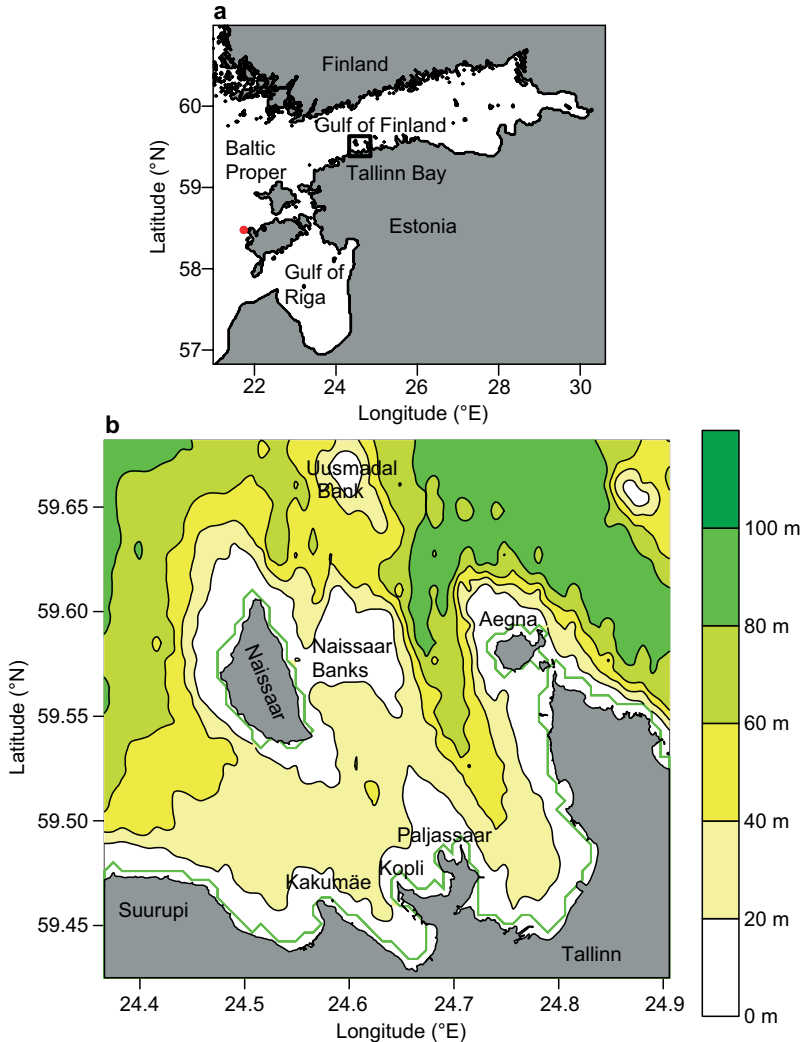 a
Finland
60
Gulf of Finland
Baltic
Proper
59
Tallinn Bay
Estonia
58
Gulf of
Riga
57
Latitude (°N)
22
24
26
28
30
Longitude (°E)
b
Uusmadal
Bank
59.65
100 m
59.60
Aegna
80 m
Naissaar
Naissaar
Banks
59.55
60 m
Latitude (°N)
59.50
40 m
Paljassaar
Kopli
Kakumäe
59.45
20 m
Suurupi
Tallinn
0 m
24.4
24.5
24.6
24.7
24.8
24.9
Longitude (°E)